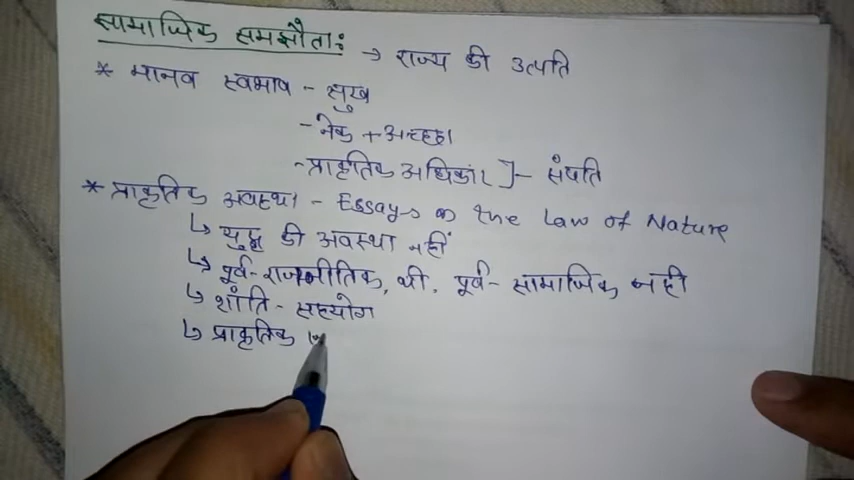 सामाजिक समझौता: → राज्य की उत्पति
* मानव स्वभाव - सुख
- नेक + अच्छा
- प्राकृतिक अधिकार ]- संपति
* प्राकृतिक अवस्था - Essays on the Law of Nature
↳ युद्ध की अवस्था नहीं
↳ पूर्व-राजनीतिक थी, पूर्व-सामाजिक नही
↳ शांति - सहयोग
↳ प्राकृतिक